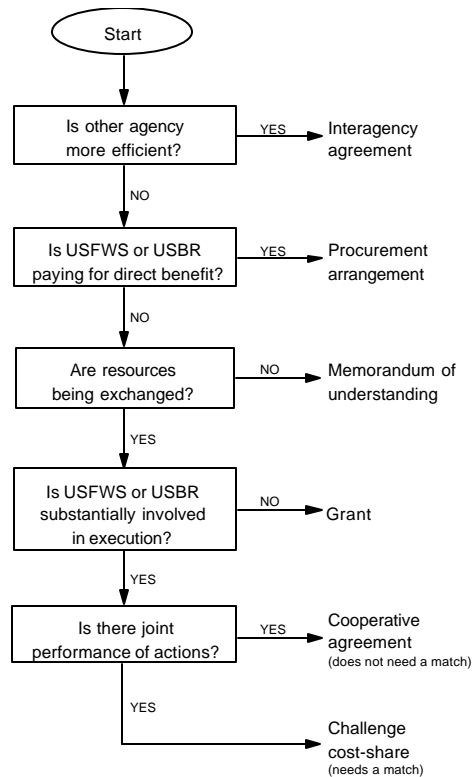 Start
Is other agency
more efficient?
YES
Interagency
agreement
NO
Is USFWS or USBR
paying for direct benefit?
YES
Procurement
arrangement
NO
Are resources
being exchanged?
NO
Memorandum of
understanding
YES
Is USFWS or USBR
substantially involved
in execution?
NO
Grant
YES
Is there joint
performance of actions?
YES
Cooperative
agreement
(does not need a match)
YES
Challenge
cost-share
(needs a match)